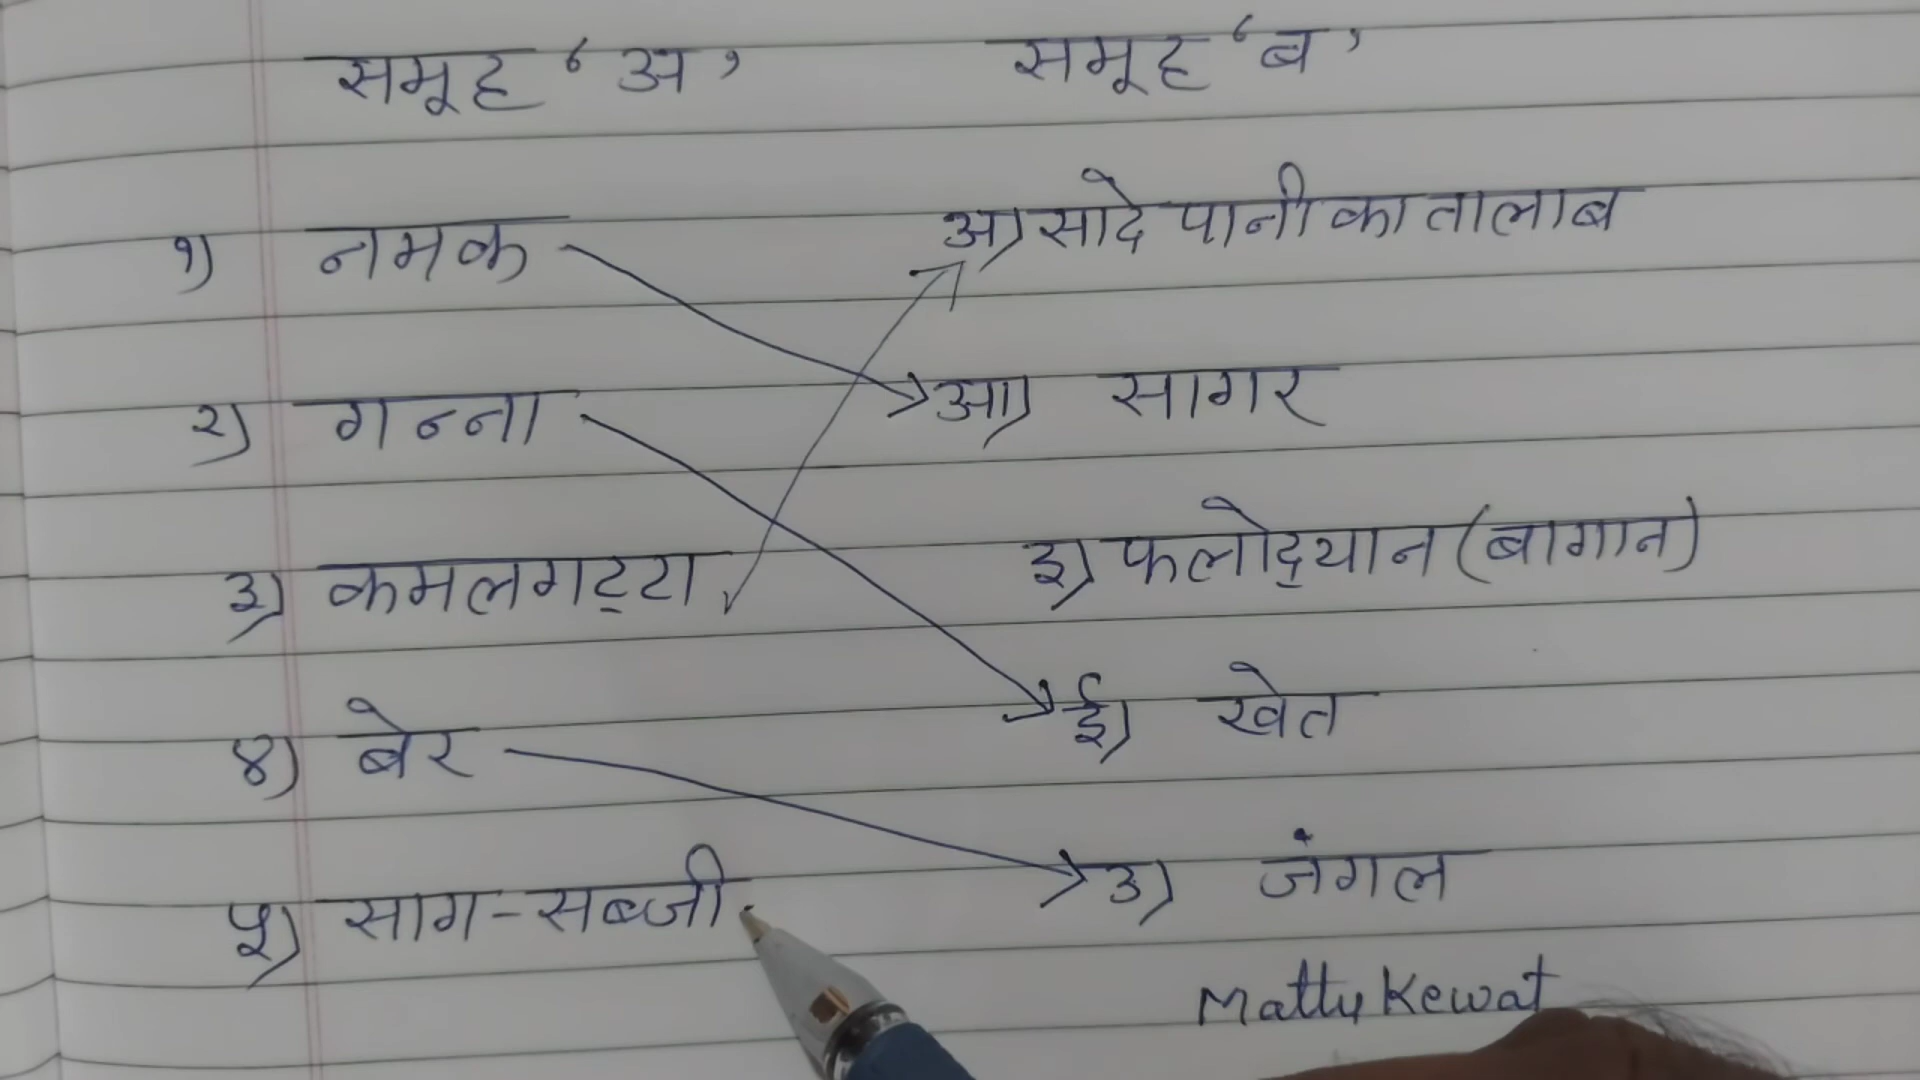 समूह ‘अ’ समूह ‘ब’
१) नमक अ) सादे पानी का तालाब
२) गन्ना आ) सागर
३) कमलगट्टा इ) फलोद्यान (बागान)
४) बेर ई) खेत
५) साग-सब्जी उ) जंगल
Mattu Kewat